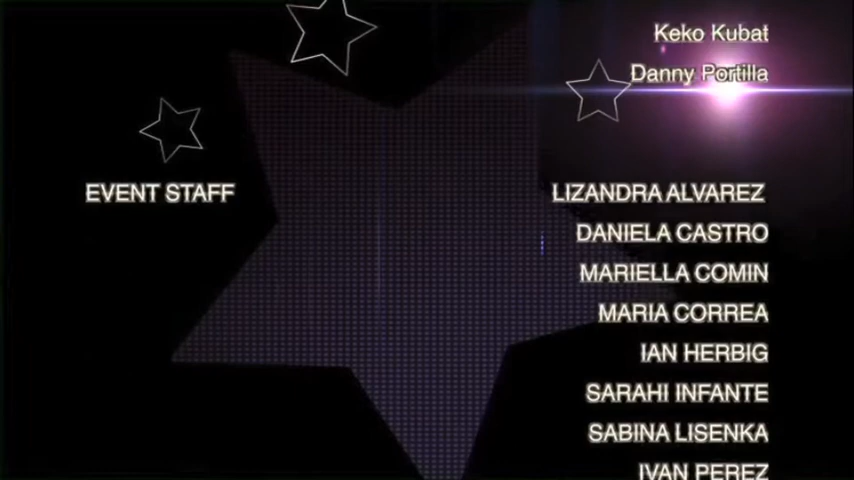 Keko Kubat
Danny Portilla
EVENT STAFF
LIZANDRA ALVAREZ
DANIELA CASTRO
MARIELLA COMIN
MARIA CORREA
IAN HERBIG
SARAHI INFANTE
SABINA LISENKA
IVAN PEREZ